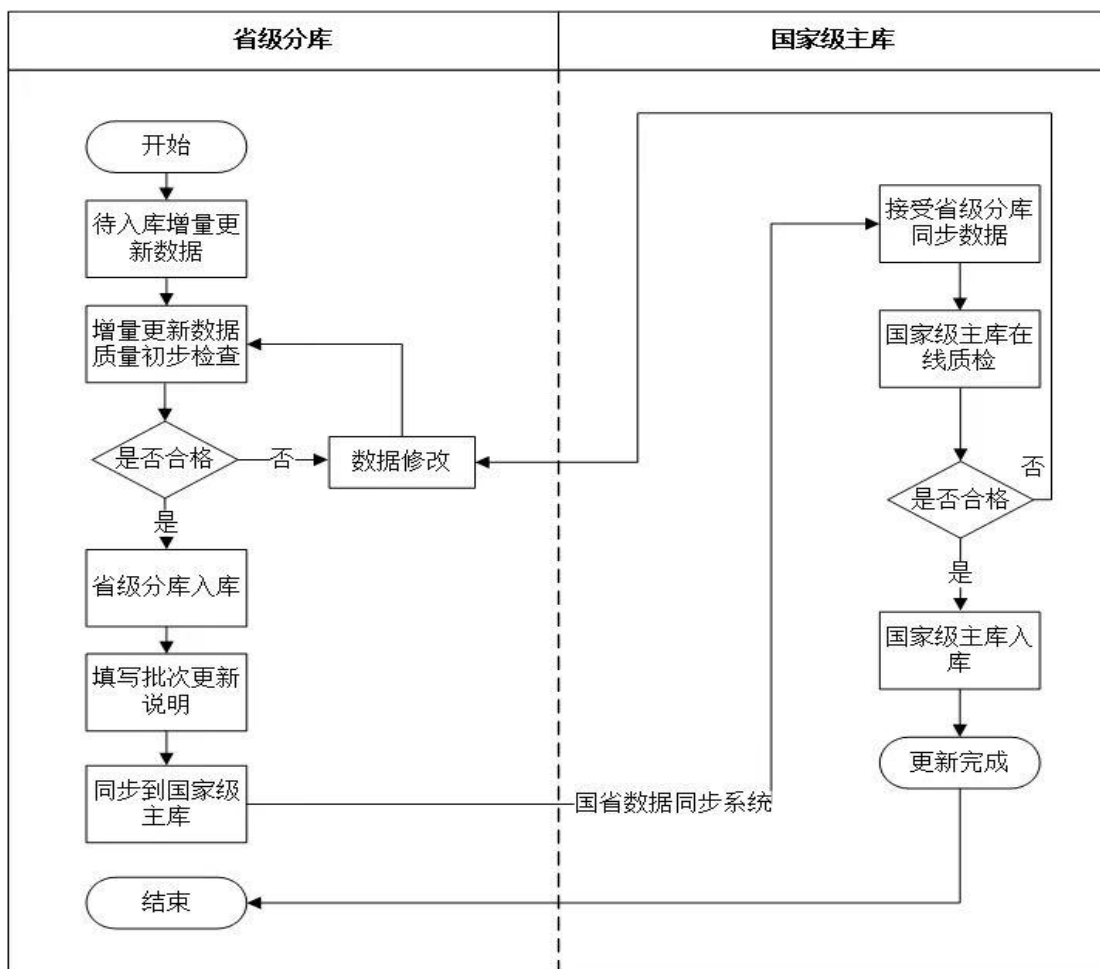 省级分库
国家级主库
开始
待入库增量更
新数据
增量更新数据
质量初步检查
是否合格
否
数据修改
是
省级分库入库
填写批次更新
说明
同步到国家级
主库
国省数据同步系统
结束
接受省级分库
同步数据
国家级主库在
线质检
是否合格
否
是
国家级主库入
库
更新完成